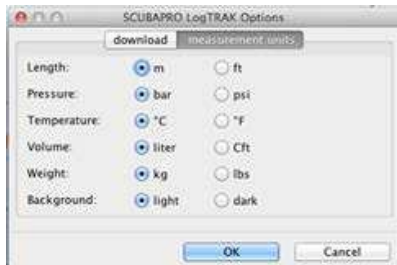 SCUBAPRO LogTRAK Options
download measurement units
Length: m ft
Pressure: bar psi
Temperature: °C °F
Volume: liter Cft
Weight: kg lbs
Background: light dark
OK Cancel